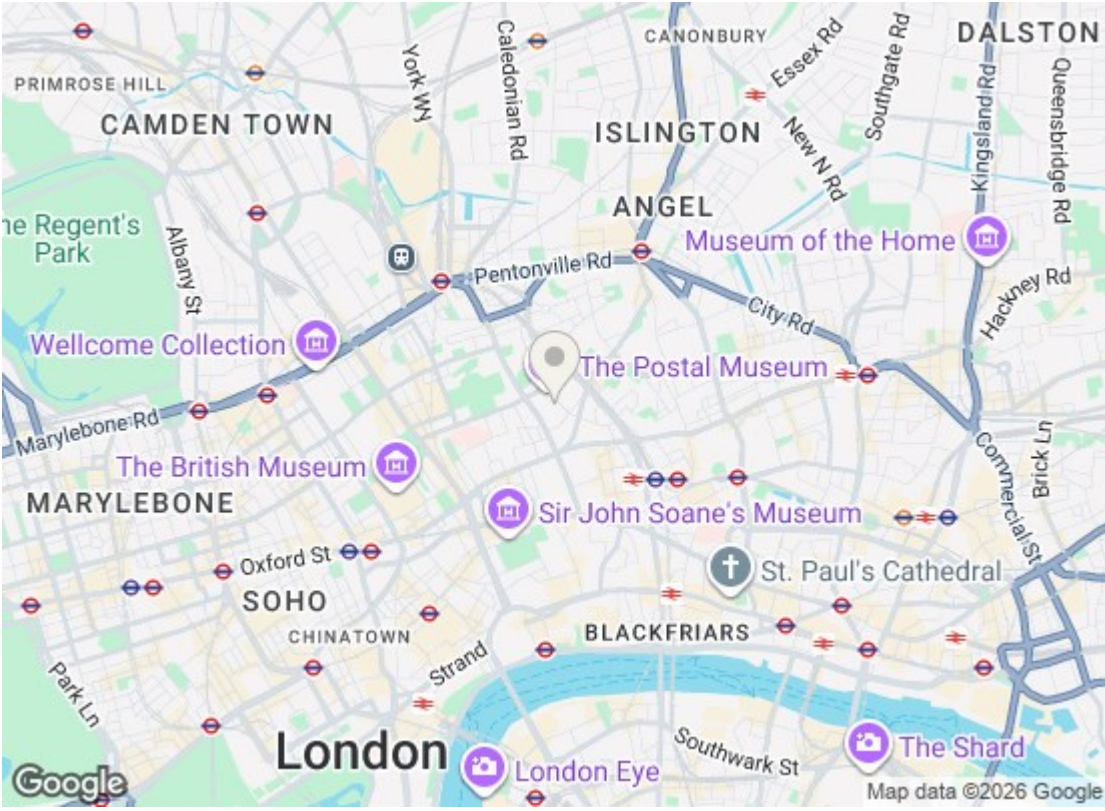 DALSTON
CANONBURY
Essex Rd
Southgate Rd
Queensbridge Rd
Kingsland Rd
York WY
Caledonian Rd
PRIMROSE HILL
CAMDEN TOWN
ISLINGTON
New N Rd
ANGEL
he Regent's
Park
Albany St
Museum of the Home
Pentonville Rd
Hackney Rd
City Rd
Wellcome Collection
The Postal Museum
Marylebone Rd
The British Museum
Commercial St
Brick Ln
MARYLEBONE
Sir John Soane's Museum
Oxford St
St. Paul's Cathedral
SOHO
CHINATOWN
BLACKFRIARS
Strand
Park Ln
London
Southwark St
The Shard
London Eye
Google
Map data ©2026 Google